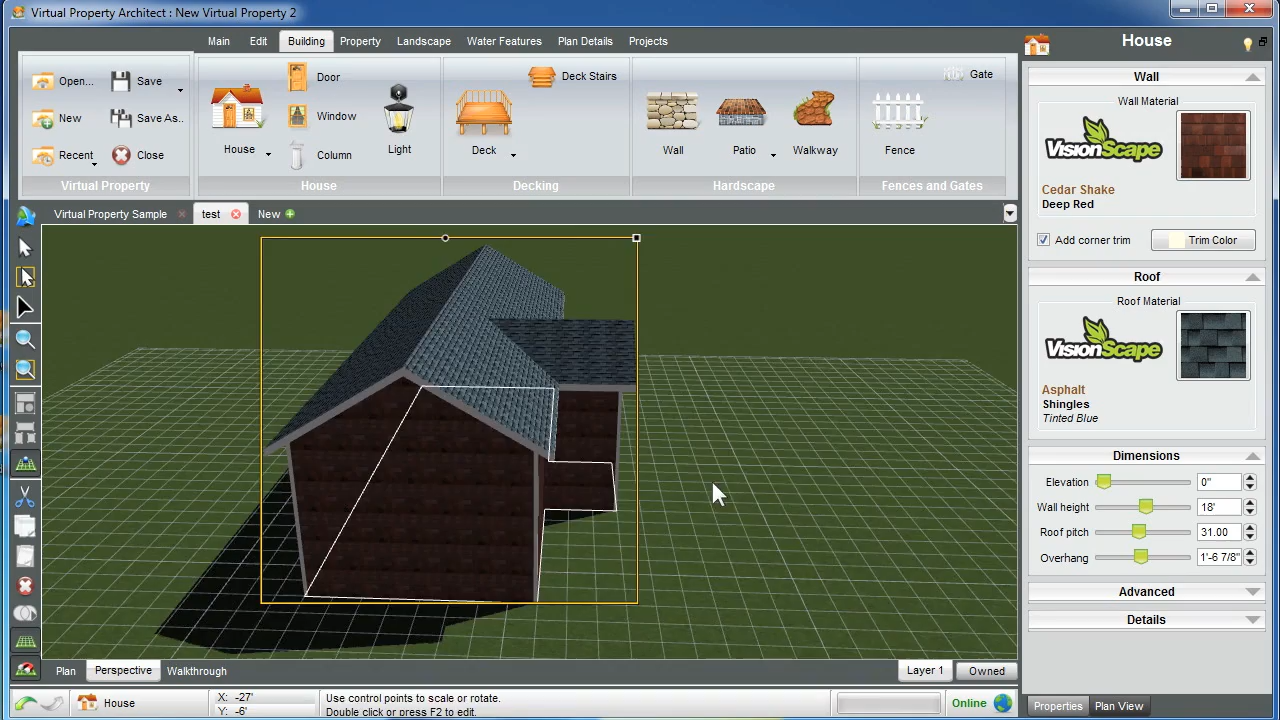 Virtual Property Architect : New Virtual Property 2
Main Edit Building Property Landscape Water Features Plan Details Projects
Open... Save
New Save As..
Recent Close
Virtual Property
House
Door
Window
Column
Light
House
Deck
Deck Stairs
Decking
Wall
Patio
Walkway
Hardscape
Fence
Gate
Fences and Gates
Virtual Property Sample test New
House
Wall
Wall Material
VisionScape
Cedar Shake
Deep Red
Add corner trim Trim Color
Roof
Roof Material
VisionScape
Asphalt
Shingles
Tinted Blue
Dimensions
Elevation 0"
Wall height 18'
Roof pitch 31.00
Overhang 1'-6 7/8"
Advanced
Details
Plan Perspective Walkthrough
Layer 1 Owned
House
X: -27'
Y: -6'
Use control points to scale or rotate.
Double click or press F2 to edit.
Online
Properties Plan View